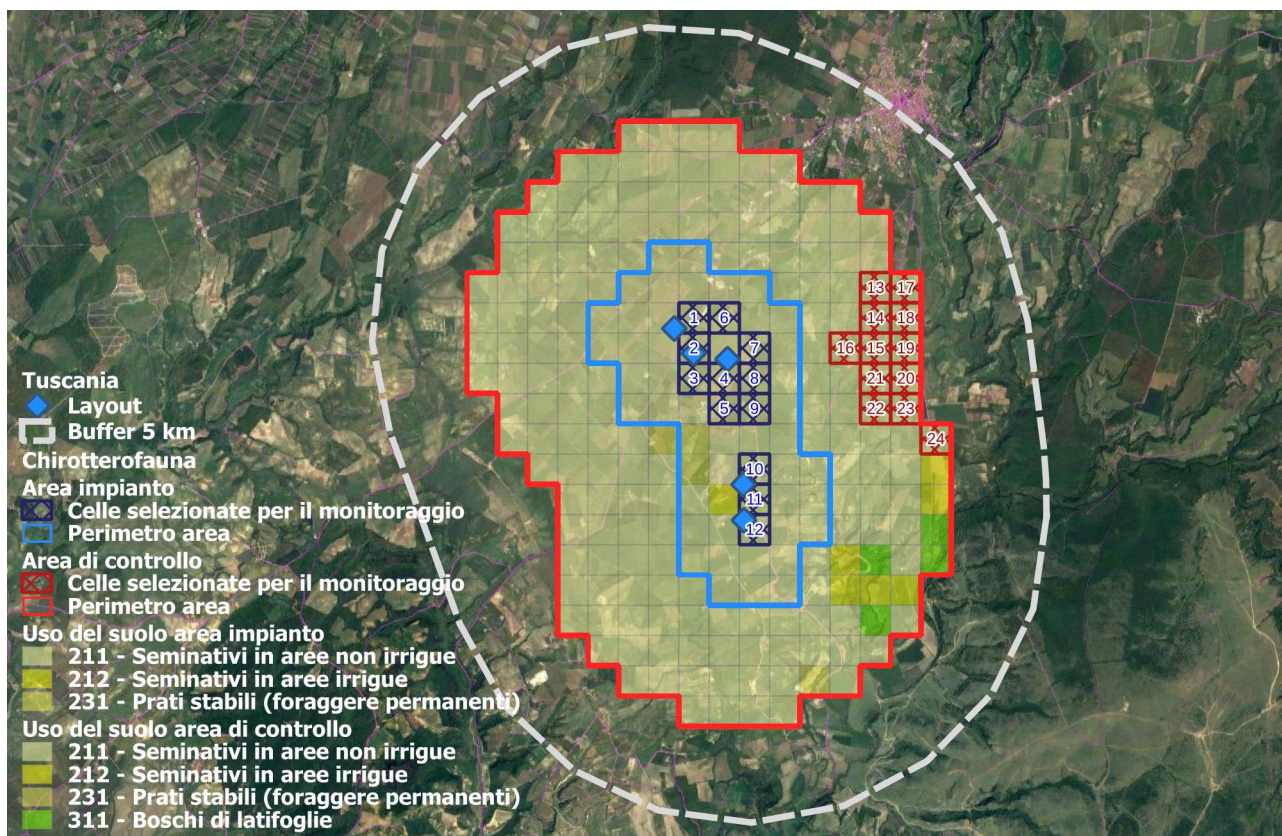 13 17
1 6 14 18
2 7 16 15 19
3 4 8 21 20
5 9 22 23
24
10
11
12
Tuscania
Layout
Buffer 5 km
Chirotterofauna
Area impianto
Celle selezionate per il monitoraggio
Perimetro area
Area di controllo
Celle selezionate per il monitoraggio
Perimetro area
Uso del suolo area impianto
211 - Seminativi in aree non irrigue
212 - Seminativi in aree irrigue
231 - Prati stabili (foraggere permanenti)
Uso del suolo area di controllo
211 - Seminativi in aree non irrigue
212 - Seminativi in aree irrigue
231 - Prati stabili (foraggere permanenti)
311 - Boschi di latifoglie